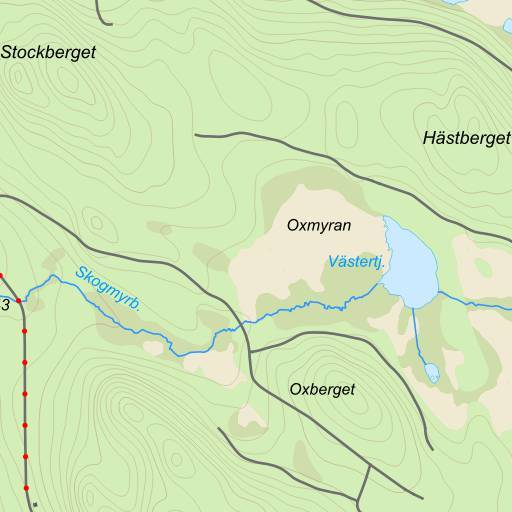 Stockberget
Hästberget
Oxmyran
Västertj.
Skogmyrb.
3
Oxberget